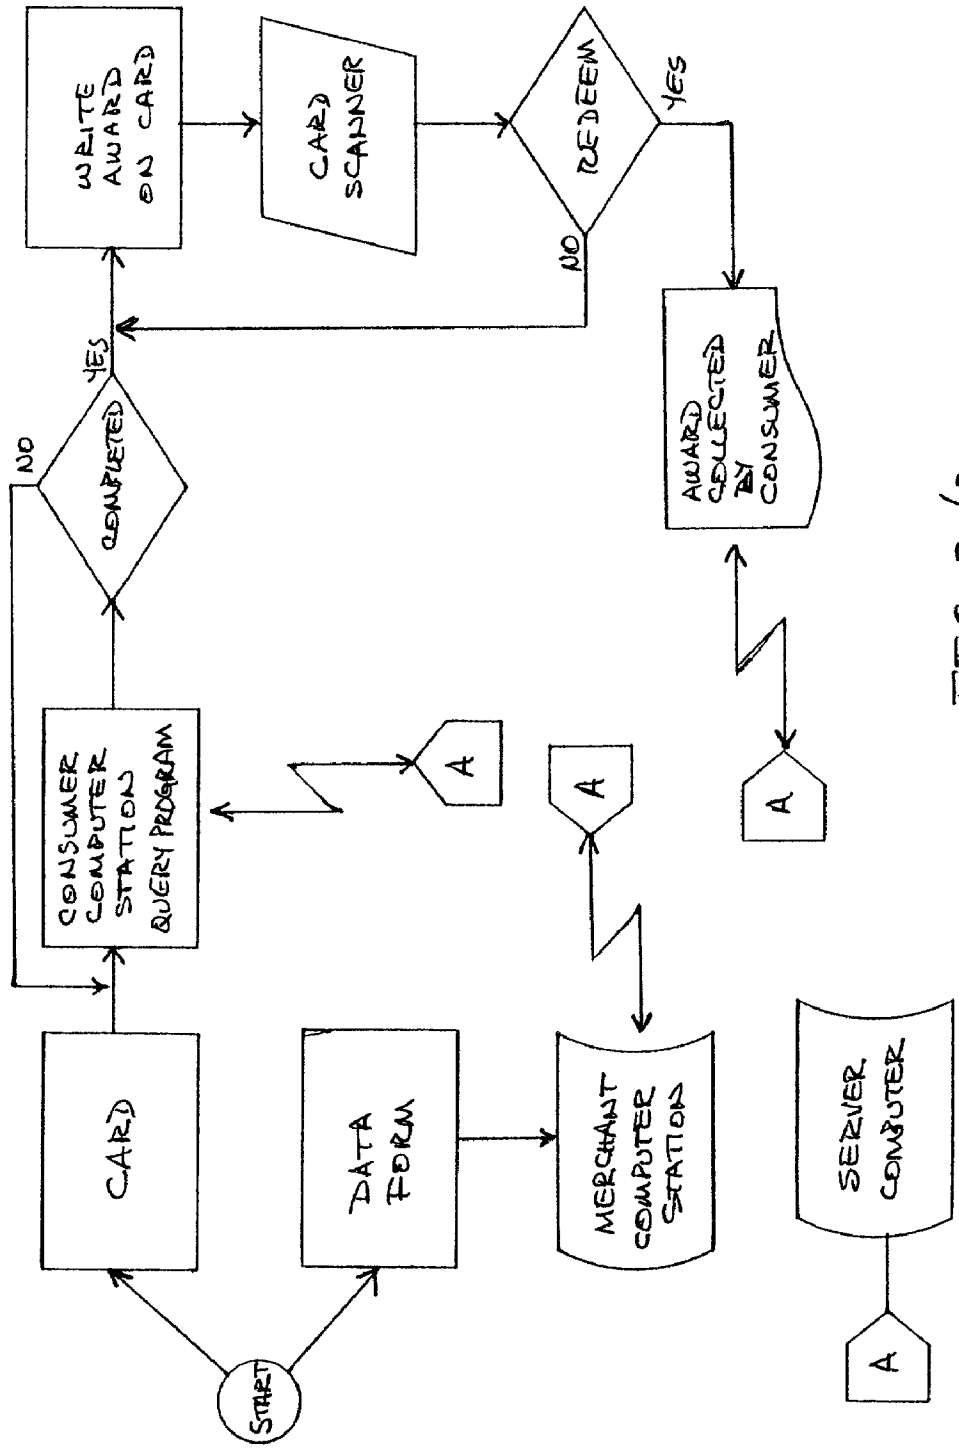 START
CARD
DATA
FORM
MERCHANT
COMPUTER
STATION
A
SERVER
COMPUTER
CONSUMER
COMPUTER
STATION
QUERY PROGRAM
A
A
A
NO
COMPLETED
YES
WRITE
AWARD
ON CARD
CARD
SCANNER
REDEEM
NO
YES
AWARD
COLLECTED
BY
CONSUMER